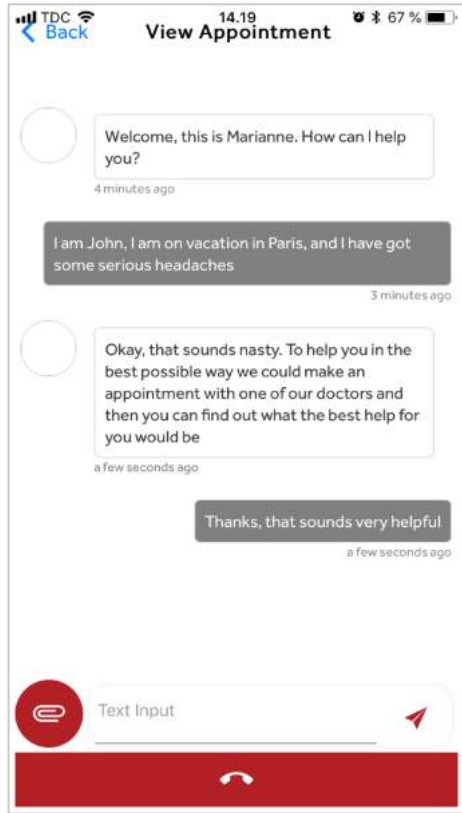 TDC 14.19 67 %
Back View Appointment
Welcome, this is Marianne. How can I help
you?
4 minutes ago
I am John, I am on vacation in Paris, and I have got
some serious headaches
3 minutes ago
Okay, that sounds nasty. To help you in the
best possible way we could make an
appointment with one of our doctors and
then you can find out what the best help for
you would be
a few seconds ago
Thanks, that sounds very helpful
a few seconds ago
Text Input